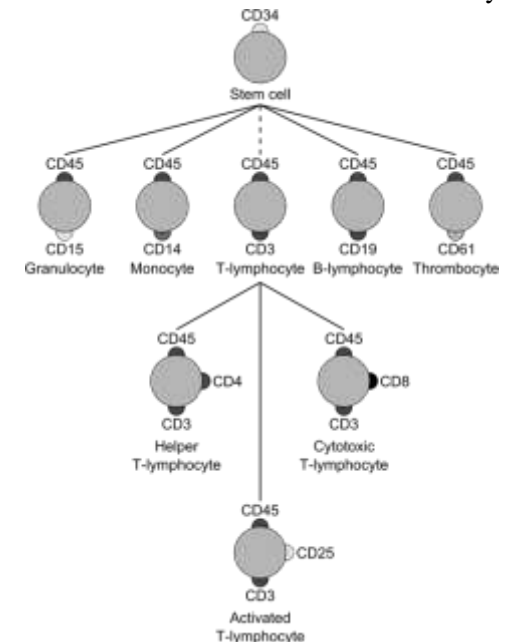 CD34
Stem cell
CD45 CD45 CD45 CD45 CD45
CD15 CD14 CD3 CD19 CD61
Granulocyte Monocyte T-lymphocyte B-lymphocyte Thrombocyte
CD45 CD45
CD4 CD8
CD3 CD3
Helper Cytotoxic
T-lymphocyte T-lymphocyte
CD45
CD25
CD3
Activated
T-lymphocyte